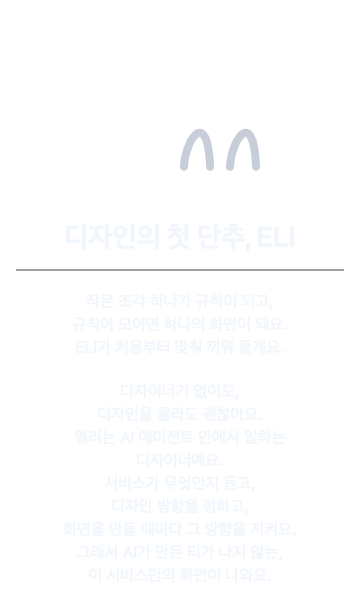 디자인의 첫 단추, ELI
작은 조각 하나가 규칙이 되고,
규칙이 모이면 하나의 화면이 돼요.
ELI가 처음부터 맞춰 끼워 둘게요.
디자이너가 없어도,
디자인을 몰라도 괜찮아요.
엘리는 AI 에이전트 안에서 일하는
디자이너예요.
서비스가 무엇인지 듣고,
디자인 방향을 정하고,
화면을 만들 때마다 그 방향을 지켜요.
그래서 AI가 만든 티가 나지 않는,
이 서비스만의 화면이 나와요.